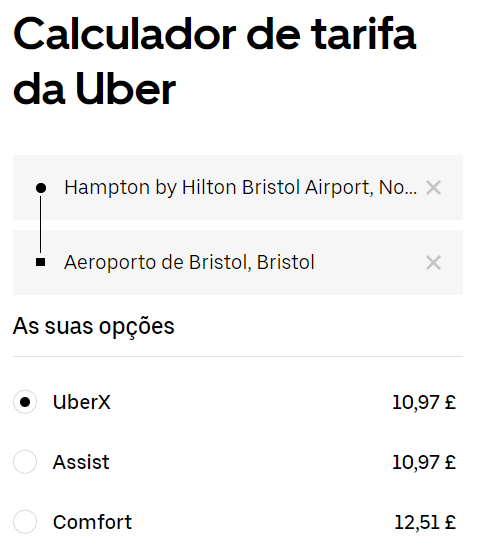 Calculador de tarifa
da Uber
Hampton by Hilton Bristol Airport, No...
Aeroporto de Bristol, Bristol
As suas opções
UberX 10,97 £
Assist 10,97 £
Comfort 12,51 £